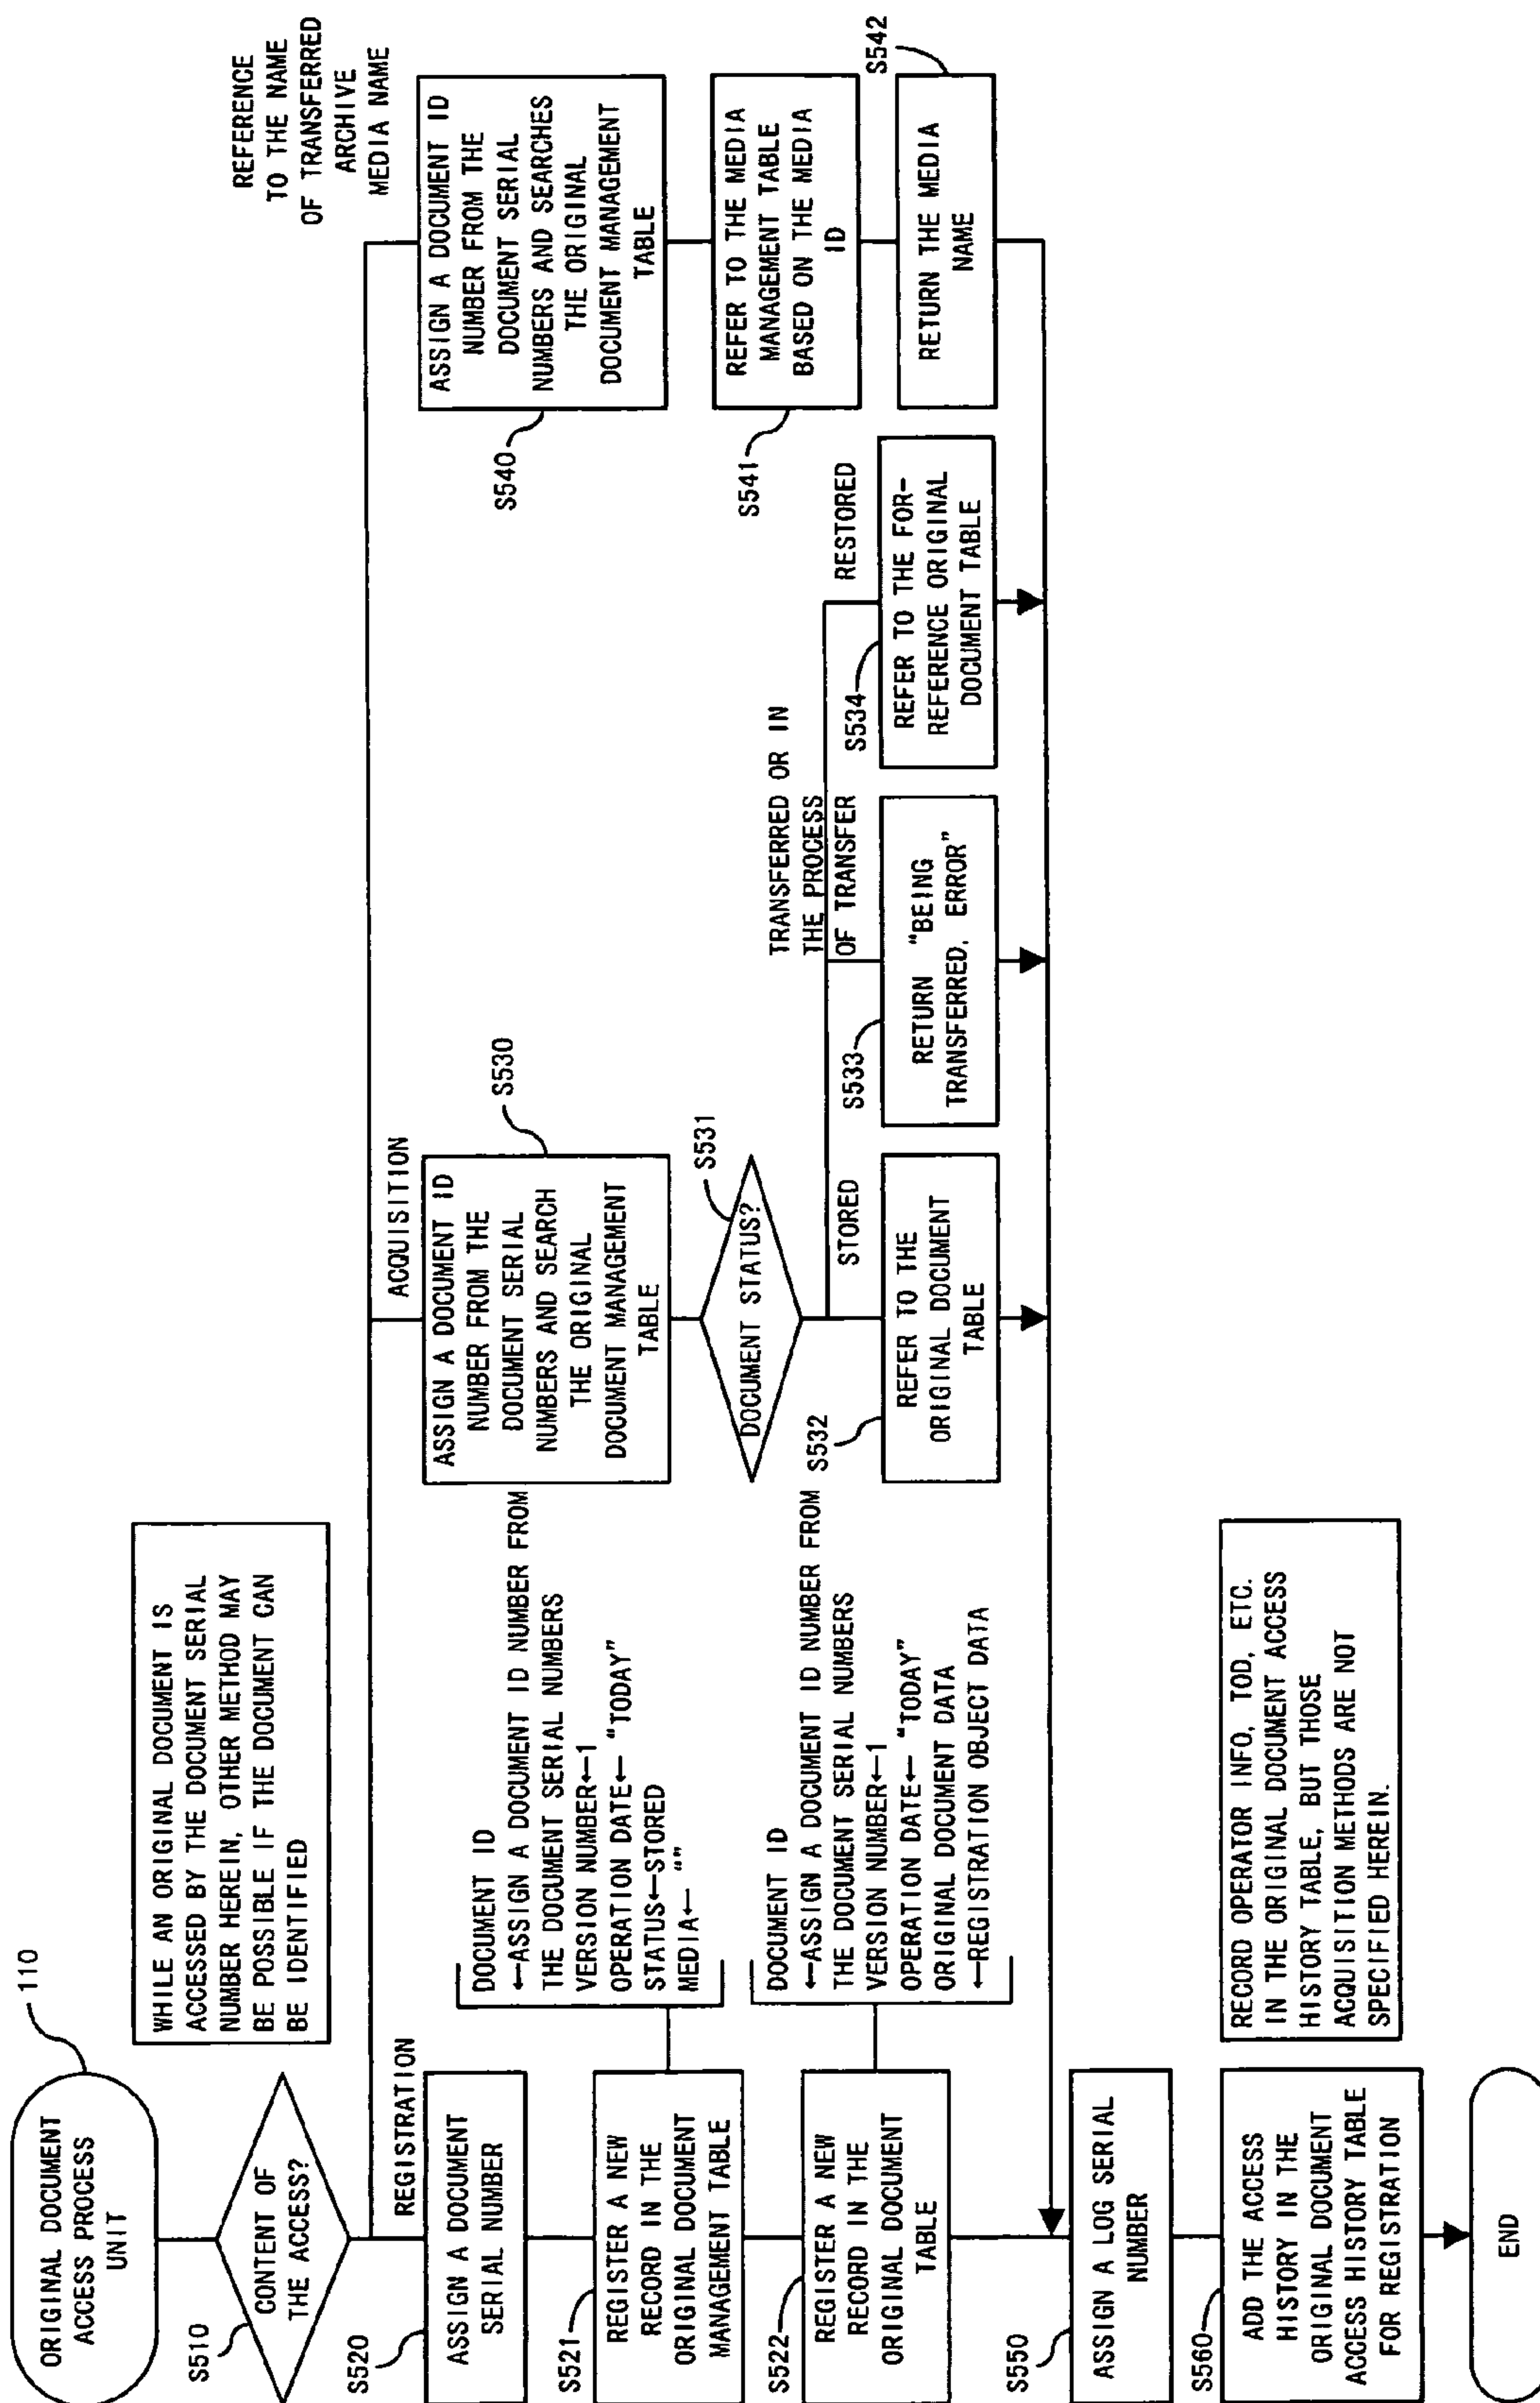 110
ORIGINAL DOCUMENT
ACCESS PROCESS
UNIT
WHILE AN ORIGINAL DOCUMENT IS
ACCESSED BY THE DOCUMENT SERIAL
NUMBER HEREIN, OTHER METHOD MAY
BE POSSIBLE IF THE DOCUMENT CAN
BE IDENTIFIED
S510
CONTENT OF
THE ACCESS?
REGISTRATION
S520
ASSIGN A DOCUMENT
SERIAL NUMBER
S521
REGISTER A NEW
RECORD IN THE
ORIGINAL DOCUMENT
MANAGEMENT TABLE
DOCUMENT ID
←ASSIGN A DOCUMENT ID NUMBER FROM
THE DOCUMENT SERIAL NUMBERS
VERSION NUMBER←1
OPERATION DATE← “TODAY”
STATUS←STORED
MEDIA← “”
S522
REGISTER A NEW
RECORD IN THE
ORIGINAL DOCUMENT
TABLE
DOCUMENT ID
←ASSIGN A DOCUMENT ID NUMBER FROM
THE DOCUMENT SERIAL NUMBERS
VERSION NUMBER←1
OPERATION DATE← “TODAY”
ORIGINAL DOCUMENT DATA
←REGISTRATION OBJECT DATA
ACQUISITION
S530
ASSIGN A DOCUMENT ID
NUMBER FROM THE
DOCUMENT SERIAL
NUMBERS AND SEARCH
THE ORIGINAL
DOCUMENT MANAGEMENT
TABLE
S531
DOCUMENT STATUS?
STORED
S532
REFER TO THE
ORIGINAL DOCUMENT
TABLE
TRANSFERRED OR IN
THE PROCESS
OF TRANSFER
S533
RETURN “BEING
TRANSFERRED, ERROR”
RESTORED
S534
REFER TO THE FOR-
REFERENCE ORIGINAL
DOCUMENT TABLE
REFERENCE
TO THE NAME
OF TRANSFERRED
ARCHIVE
MEDIA NAME
S540
ASSIGN A DOCUMENT ID
NUMBER FROM THE
DOCUMENT SERIAL
NUMBERS AND SEARCHES
THE ORIGINAL
DOCUMENT MANAGEMENT
TABLE
S541
REFER TO THE MEDIA
MANAGEMENT TABLE
BASED ON THE MEDIA
ID
S542
RETURN THE MEDIA
NAME
S550
ASSIGN A LOG SERIAL
NUMBER
S560
ADD THE ACCESS
HISTORY IN THE
ORIGINAL DOCUMENT
ACCESS HISTORY TABLE
FOR REGISTRATION
RECORD OPERATOR INFO, TOD, ETC.
IN THE ORIGINAL DOCUMENT ACCESS
HISTORY TABLE, BUT THOSE
ACQUISITION METHODS ARE NOT
SPECIFIED HEREIN.
END